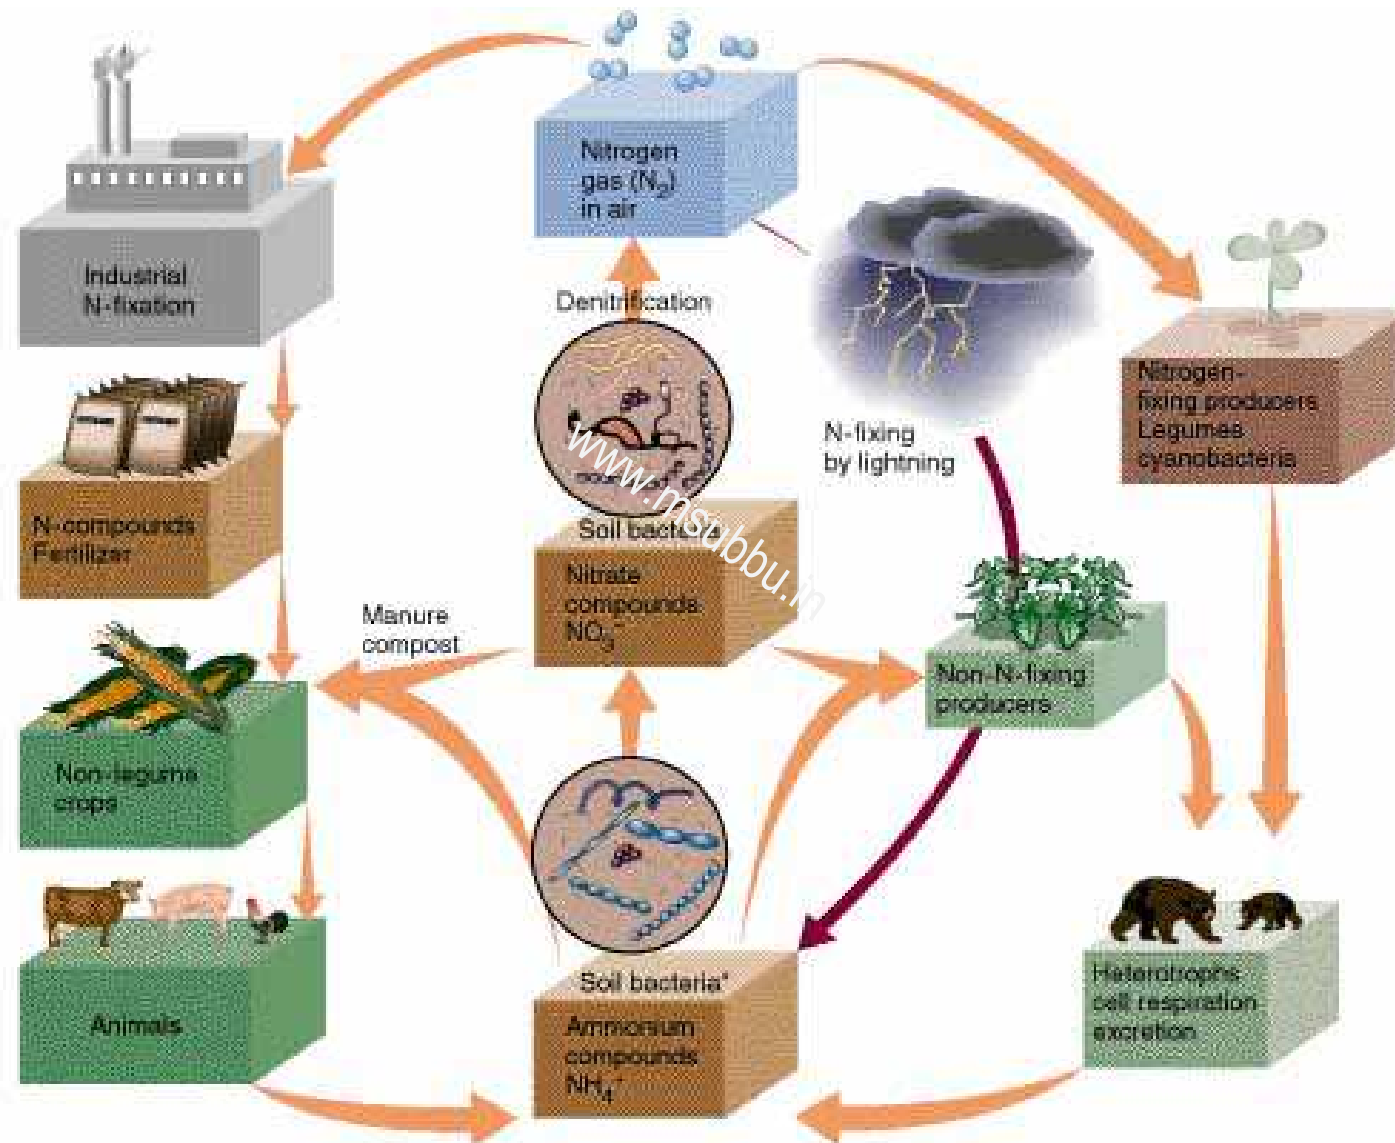 Nitrogen
gas (N₂)
in air
Industrial
N-fixation
Denitrification
N-fixing
by lightning
Nitrogen-
fixing producers
Legumes
cyanobacteria
N-compounds
Fertilizer
Soil bacteria
Nitrate
compounds
NO₃⁻
Manure
compost
Non-N-fixing
producers
Non-legume
crops
Animals
Soil bacteria*
Ammonium
compounds
NH₄⁺
Heterotrophs
cell respiration
excretion
www.msubbu.in